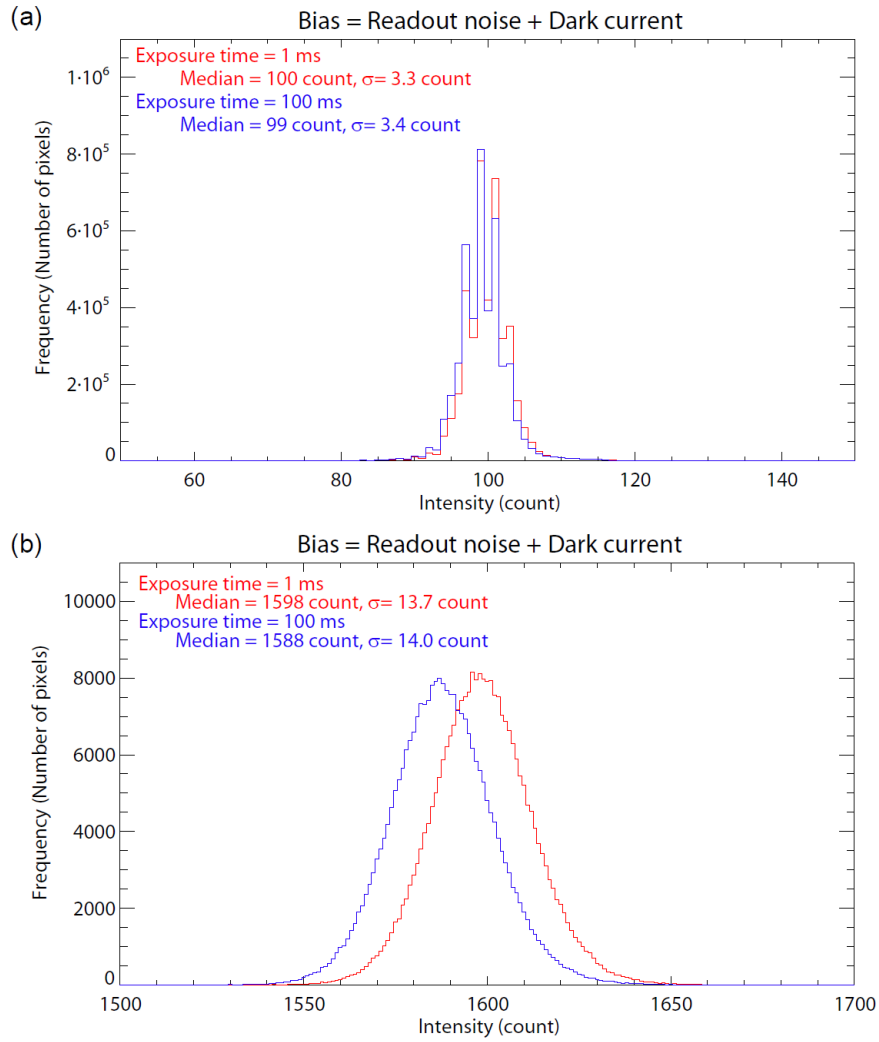 (a)
Bias = Readout noise + Dark current
Exposure time = 1 ms
Median = 100 count, σ= 3.3 count
Exposure time = 100 ms
Median = 99 count, σ= 3.4 count
Frequency (Number of pixels)
1·10⁶
8·10⁵
6·10⁵
4·10⁵
2·10⁵
0
60 80 100 120 140
Intensity (count)
(b)
Bias = Readout noise + Dark current
Exposure time = 1 ms
Median = 1598 count, σ= 13.7 count
Exposure time = 100 ms
Median = 1588 count, σ= 14.0 count
Frequency (Number of pixels)
10000
8000
6000
4000
2000
0
1500 1550 1600 1650 1700
Intensity (count)